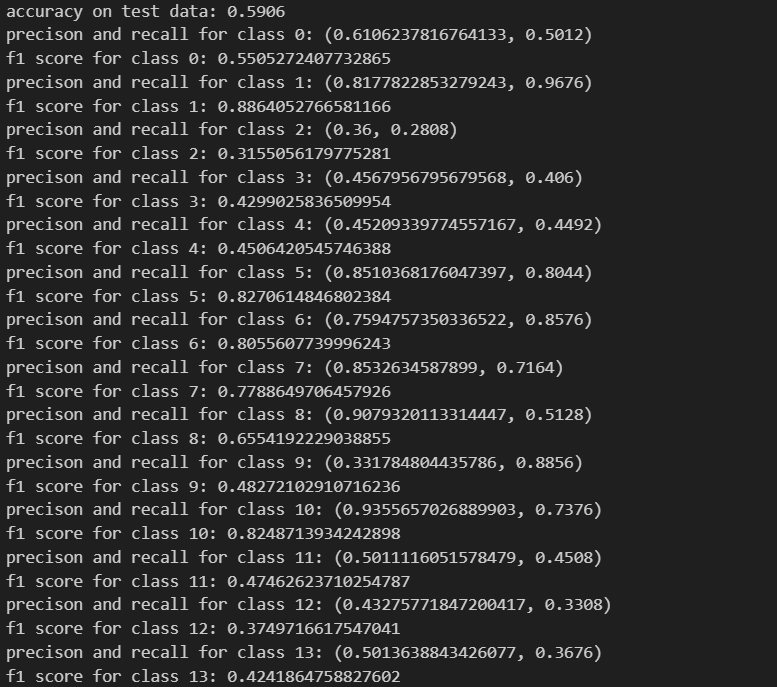 accuracy on test data: 0.5906
precison and recall for class 0: (0.6106237816764133, 0.5012)
f1 score for class 0: 0.5505272407732865
precison and recall for class 1: (0.8177822853279243, 0.9676)
f1 score for class 1: 0.8864052766581166
precison and recall for class 2: (0.36, 0.2808)
f1 score for class 2: 0.3155056179775281
precison and recall for class 3: (0.4567956795679568, 0.406)
f1 score for class 3: 0.4299025836509954
precison and recall for class 4: (0.45209339774557167, 0.4492)
f1 score for class 4: 0.4506420545746388
precison and recall for class 5: (0.8510368176047397, 0.8044)
f1 score for class 5: 0.8270614846802384
precison and recall for class 6: (0.7594757350336522, 0.8576)
f1 score for class 6: 0.8055607739996243
precison and recall for class 7: (0.8532634587899, 0.7164)
f1 score for class 7: 0.7788649706457926
precison and recall for class 8: (0.9079320113314447, 0.5128)
f1 score for class 8: 0.6554192229038855
precison and recall for class 9: (0.331784804435786, 0.8856)
f1 score for class 9: 0.48272102910716236
precison and recall for class 10: (0.9355657026889903, 0.7376)
f1 score for class 10: 0.8248713934242898
precison and recall for class 11: (0.5011116051578479, 0.4508)
f1 score for class 11: 0.47462623710254787
precison and recall for class 12: (0.43275771847200417, 0.3308)
f1 score for class 12: 0.3749716617547041
precison and recall for class 13: (0.5013638843426077, 0.3676)
f1 score for class 13: 0.4241864758827602